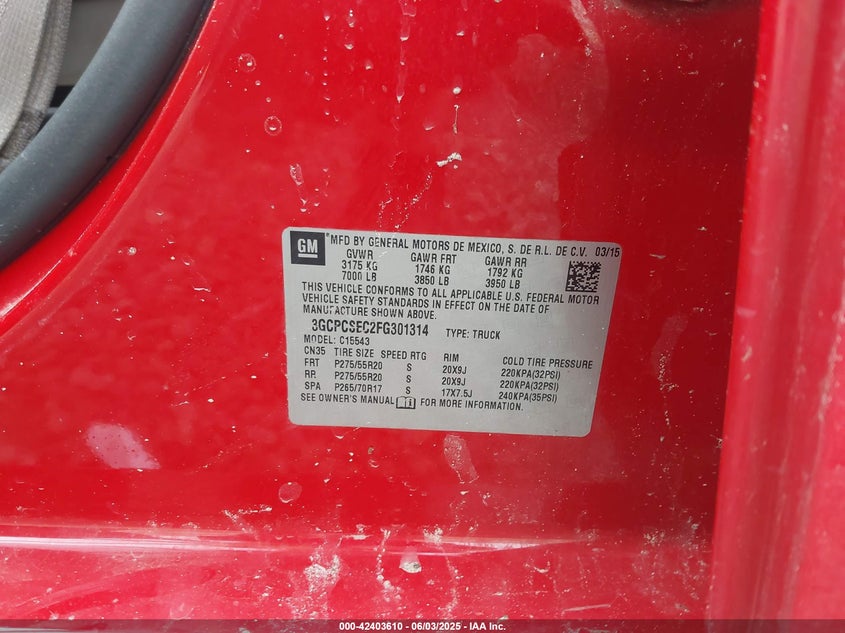 GM
*MFD BY GENERAL MOTORS DE MEXICO, S. DE R.L. DE C.V. 03/15
GVWR GAWR FRT GAWR RR
3175 KG 1746 KG 1792 KG
7000 LB 3850 LB 3950 LB
THIS VEHICLE CONFORMS TO ALL APPLICABLE U.S. FEDERAL MOTOR
VEHICLE SAFETY STANDARDS IN EFFECT ON THE DATE OF
MANUFACTURE SHOWN ABOVE.
3GCPCSEC2FG301314 TYPE: TRUCK
MODEL: C15543
CN35 TIRE SIZE SPEED RTG RIM COLD TIRE PRESSURE
FRT P275/55R20 S 20X9J 220KPA(32PSI)
RR P275/55R20 S 20X9J 220KPA(32PSI)
SPA P265/70R17 S 17X7.5J 240KPA(35PSI)
SEE OWNER'S MANUAL FOR MORE INFORMATION.
000-42403610 - 06/03/2025 - IAA Inc.